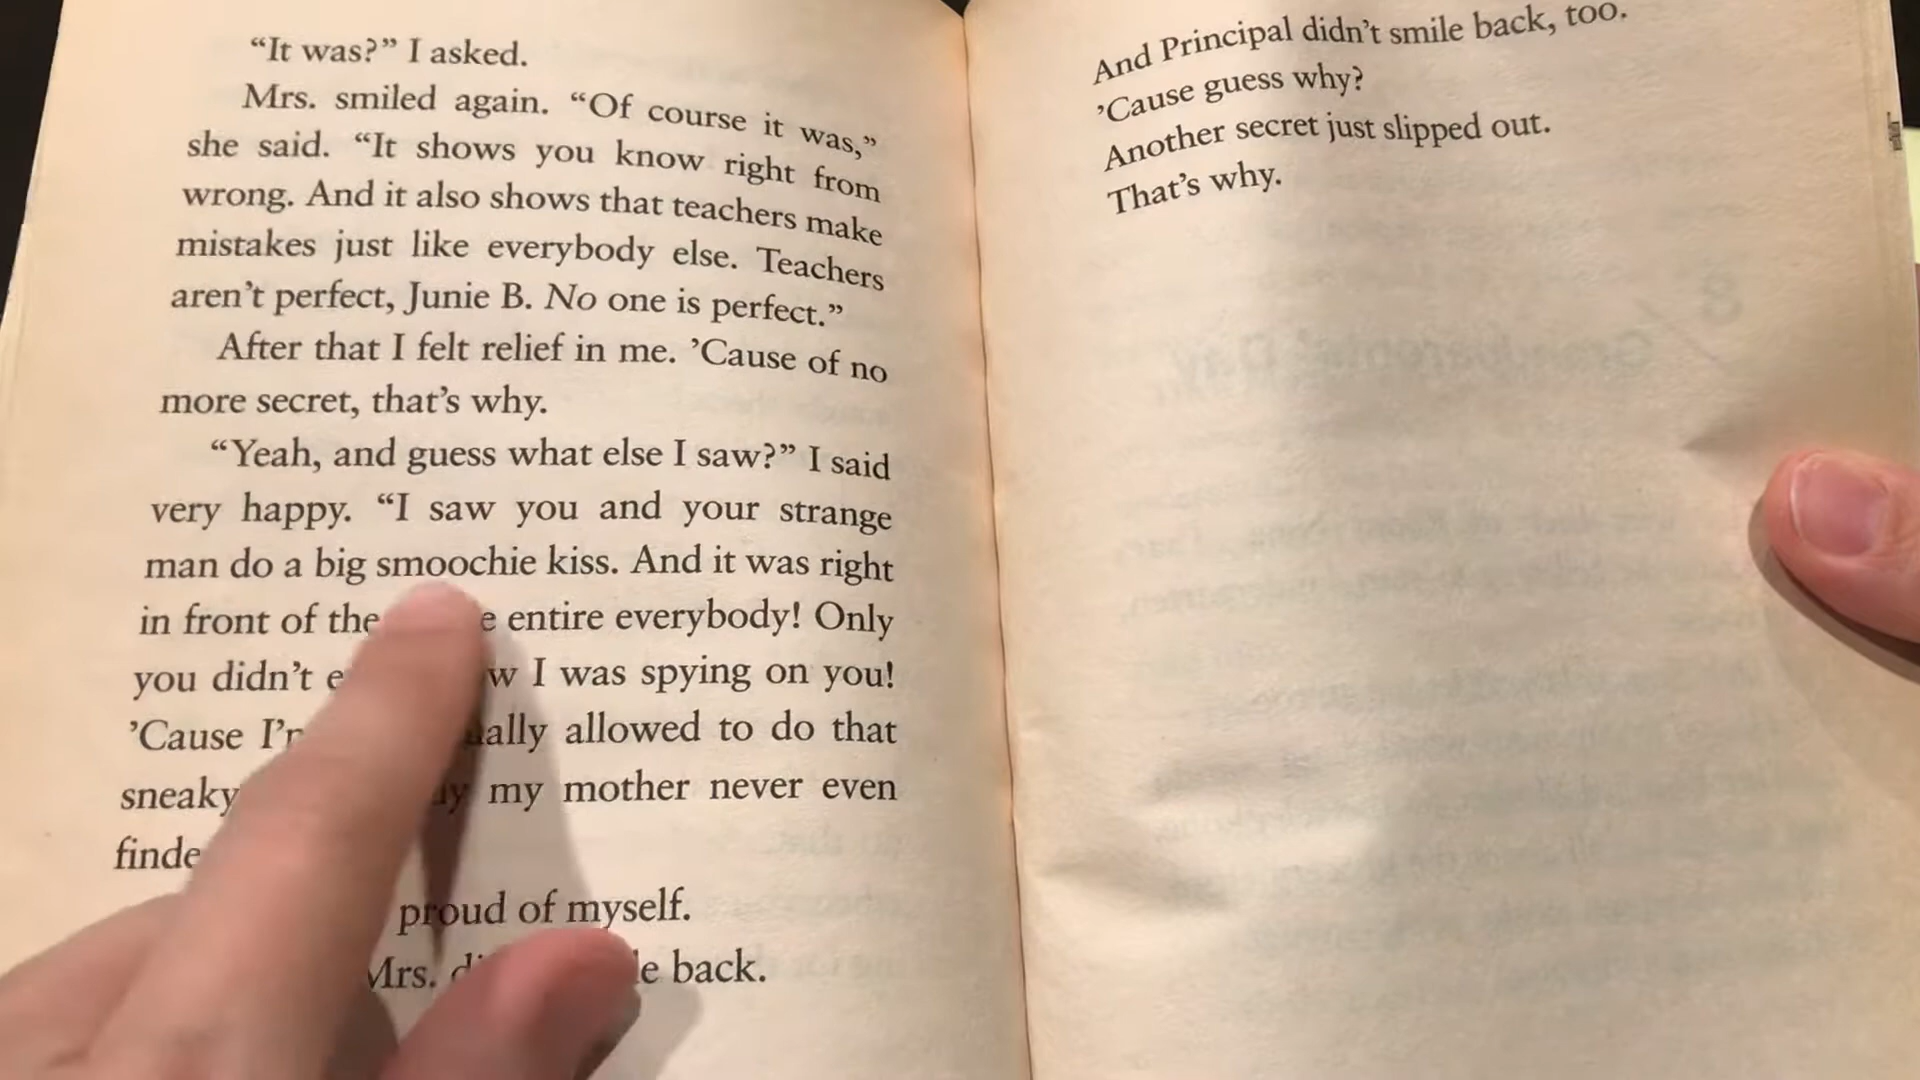 “It was?” I asked.
Mrs. smiled again. “Of course it was,”
she said. “It shows you know right from
wrong. And it also shows that teachers make
mistakes just like everybody else. Teachers
aren’t perfect, Junie B. No one is perfect.”
After that I felt relief in me. ’Cause of no
more secret, that’s why.
“Yeah, and guess what else I saw?” I said
very happy. “I saw you and your strange
man do a big smoochie kiss. And it was right
in front of the entire everybody! Only
you didn’t I was spying on you!
’Cause allowed to do that
sneaky my mother never even
proud of myself.
Mrs. back.
And Principal didn’t smile back, too.
’Cause guess why?
Another secret just slipped out.
That’s why.